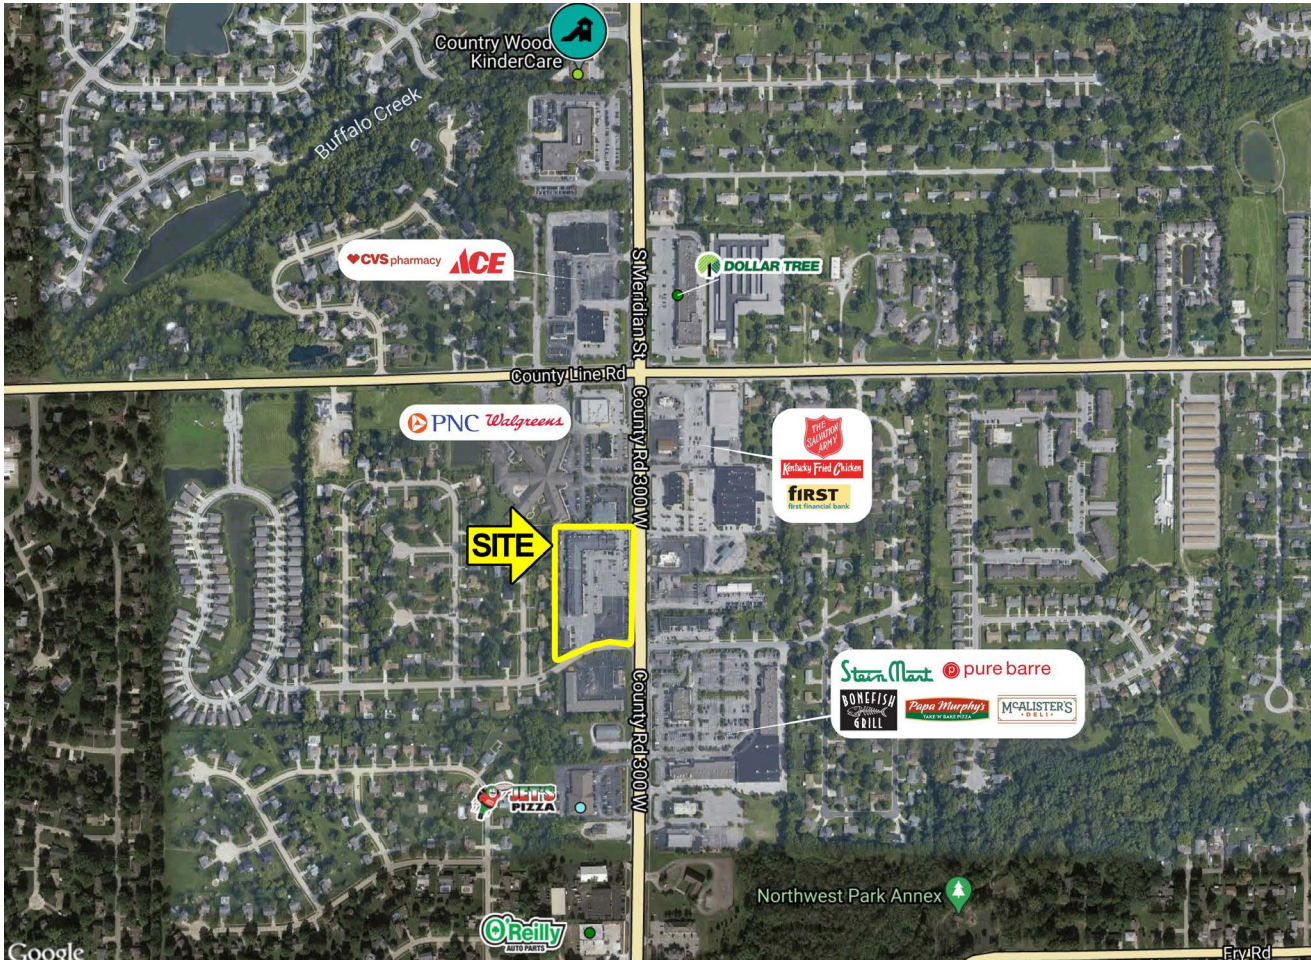 Country Wood
KinderCare
Buffalo Creek
CVS pharmacy
ACE
1
DOLLAR TREE
S Meridian St
County Line Rd
PNC
Walgreens
County Rd 300 W
THE
SALVATION
ARMY
Kentucky Fried Chicken
fIRST
first financial bank
SITE
Stein Mart
p
pure barre
BONEFISH
GRILL
Papa Murphy's
TAKE 'N' BAKE PIZZA
McALISTER'S
DELI
County Rd 300 W
JET'S
PIZZA
Northwest Park Annex
O'Reilly
AUTO PARTS
Google
Fry Rd